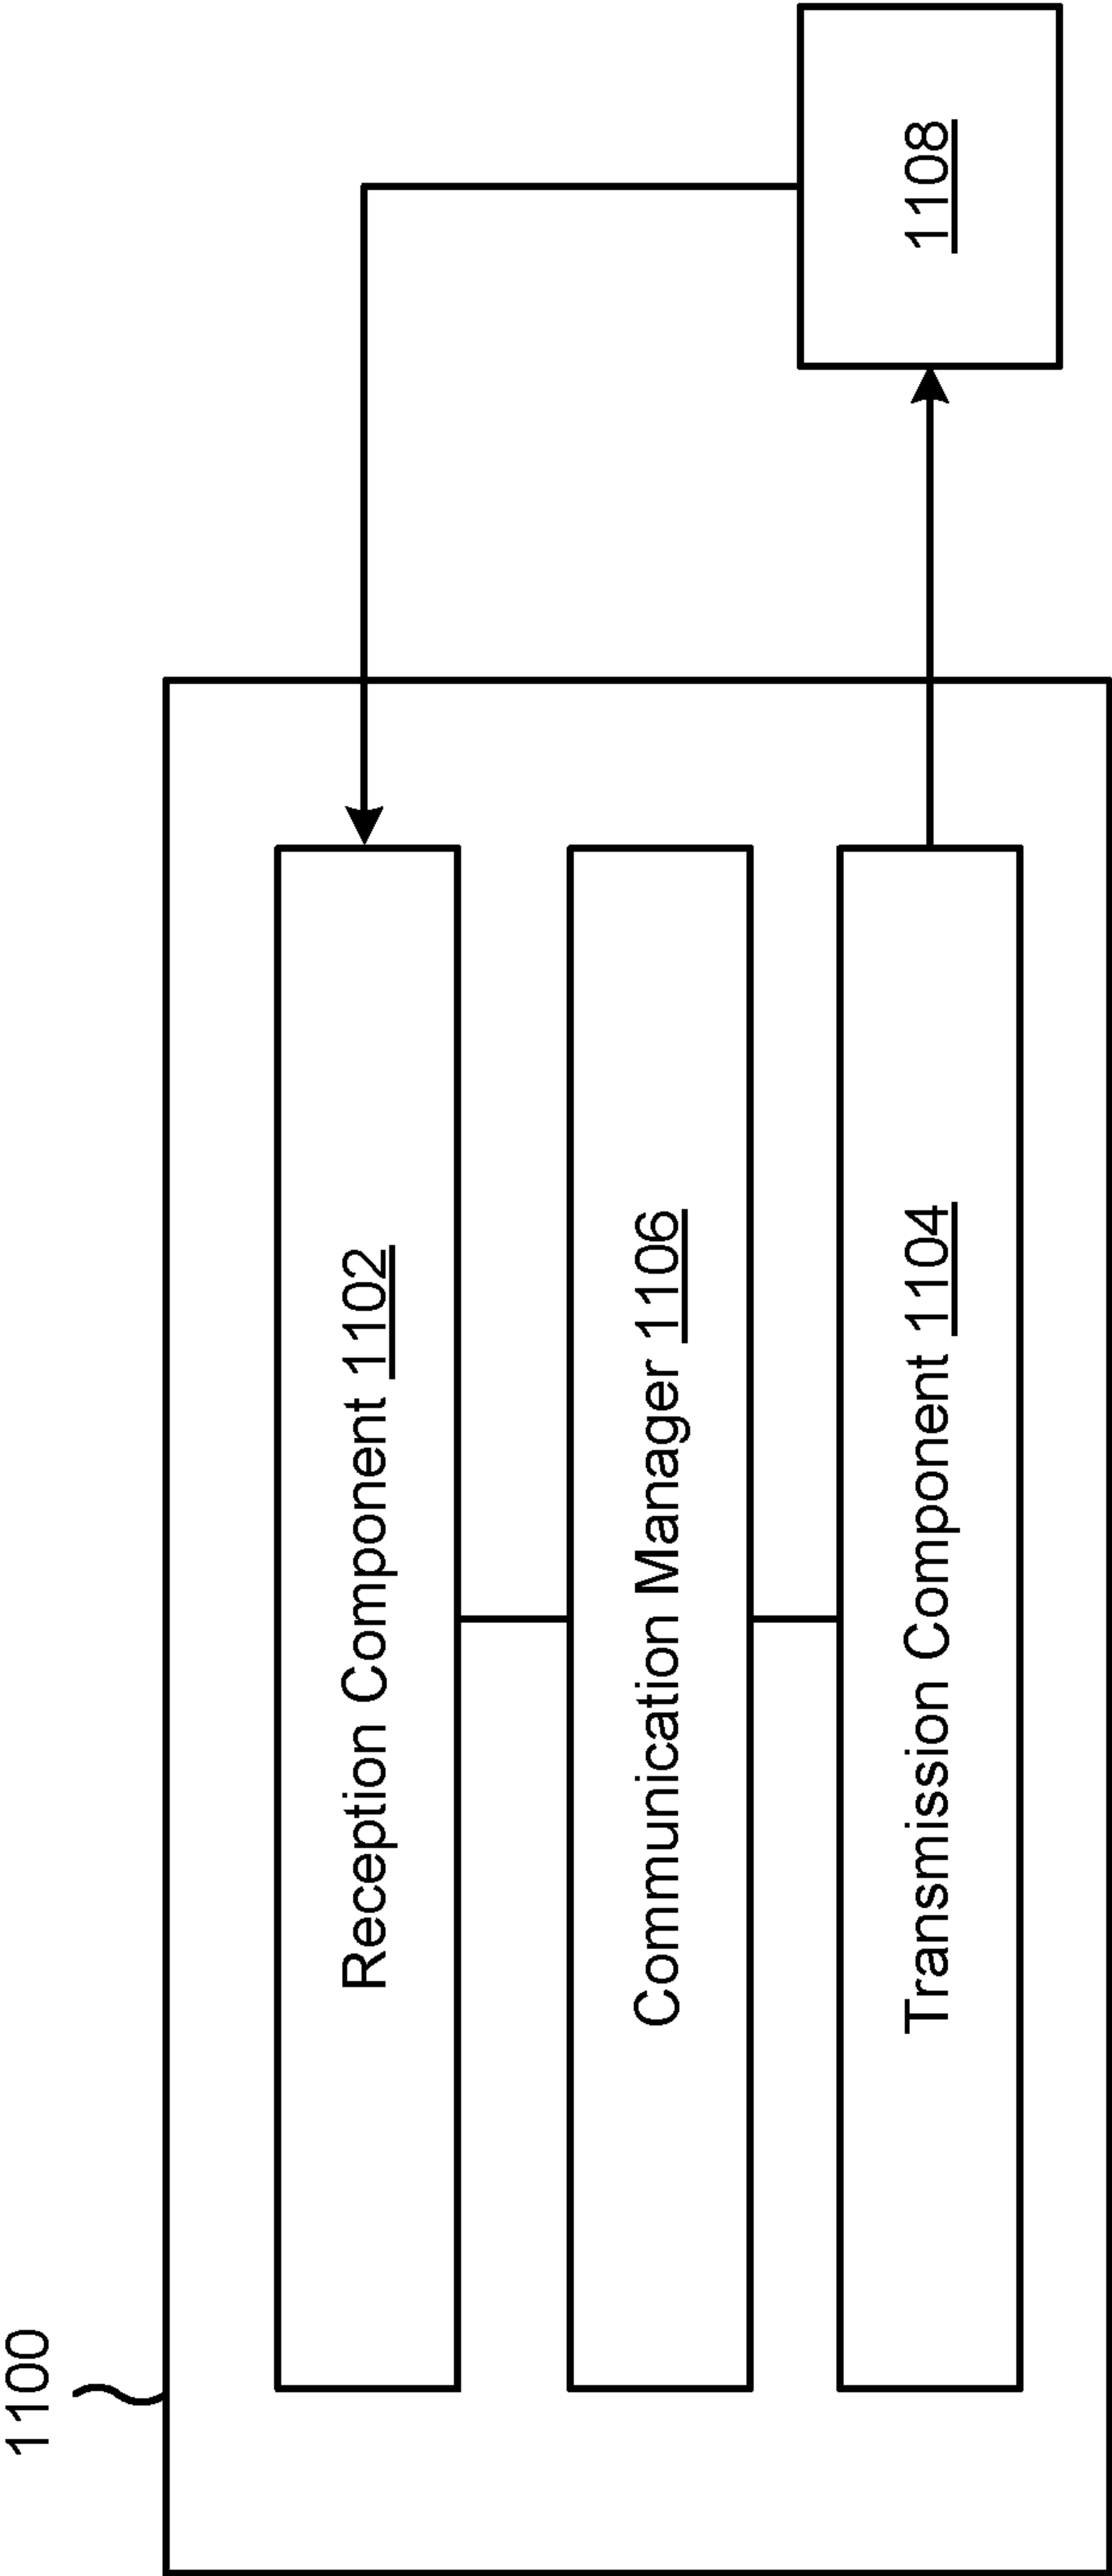 1100
Reception Component 1102
Communication Manager 1106
Transmission Component 1104
1108